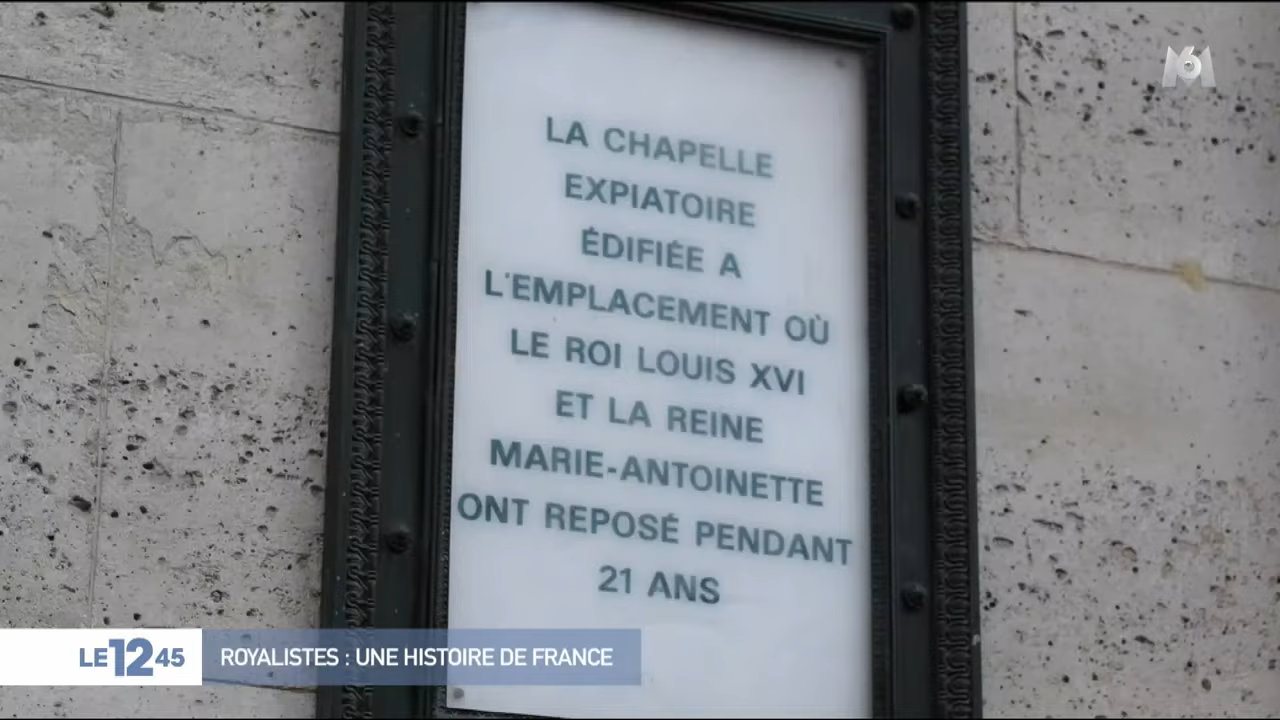 M6
LA CHAPELLE
EXPIATOIRE
ÉDIFIÉE A
L'EMPLACEMENT OÙ
LE ROI LOUIS XVI
ET LA REINE
MARIE-ANTOINETTE
ONT REPOSÉ PENDANT
21 ANS
LE 12 45
ROYALISTES : UNE HISTOIRE DE FRANCE